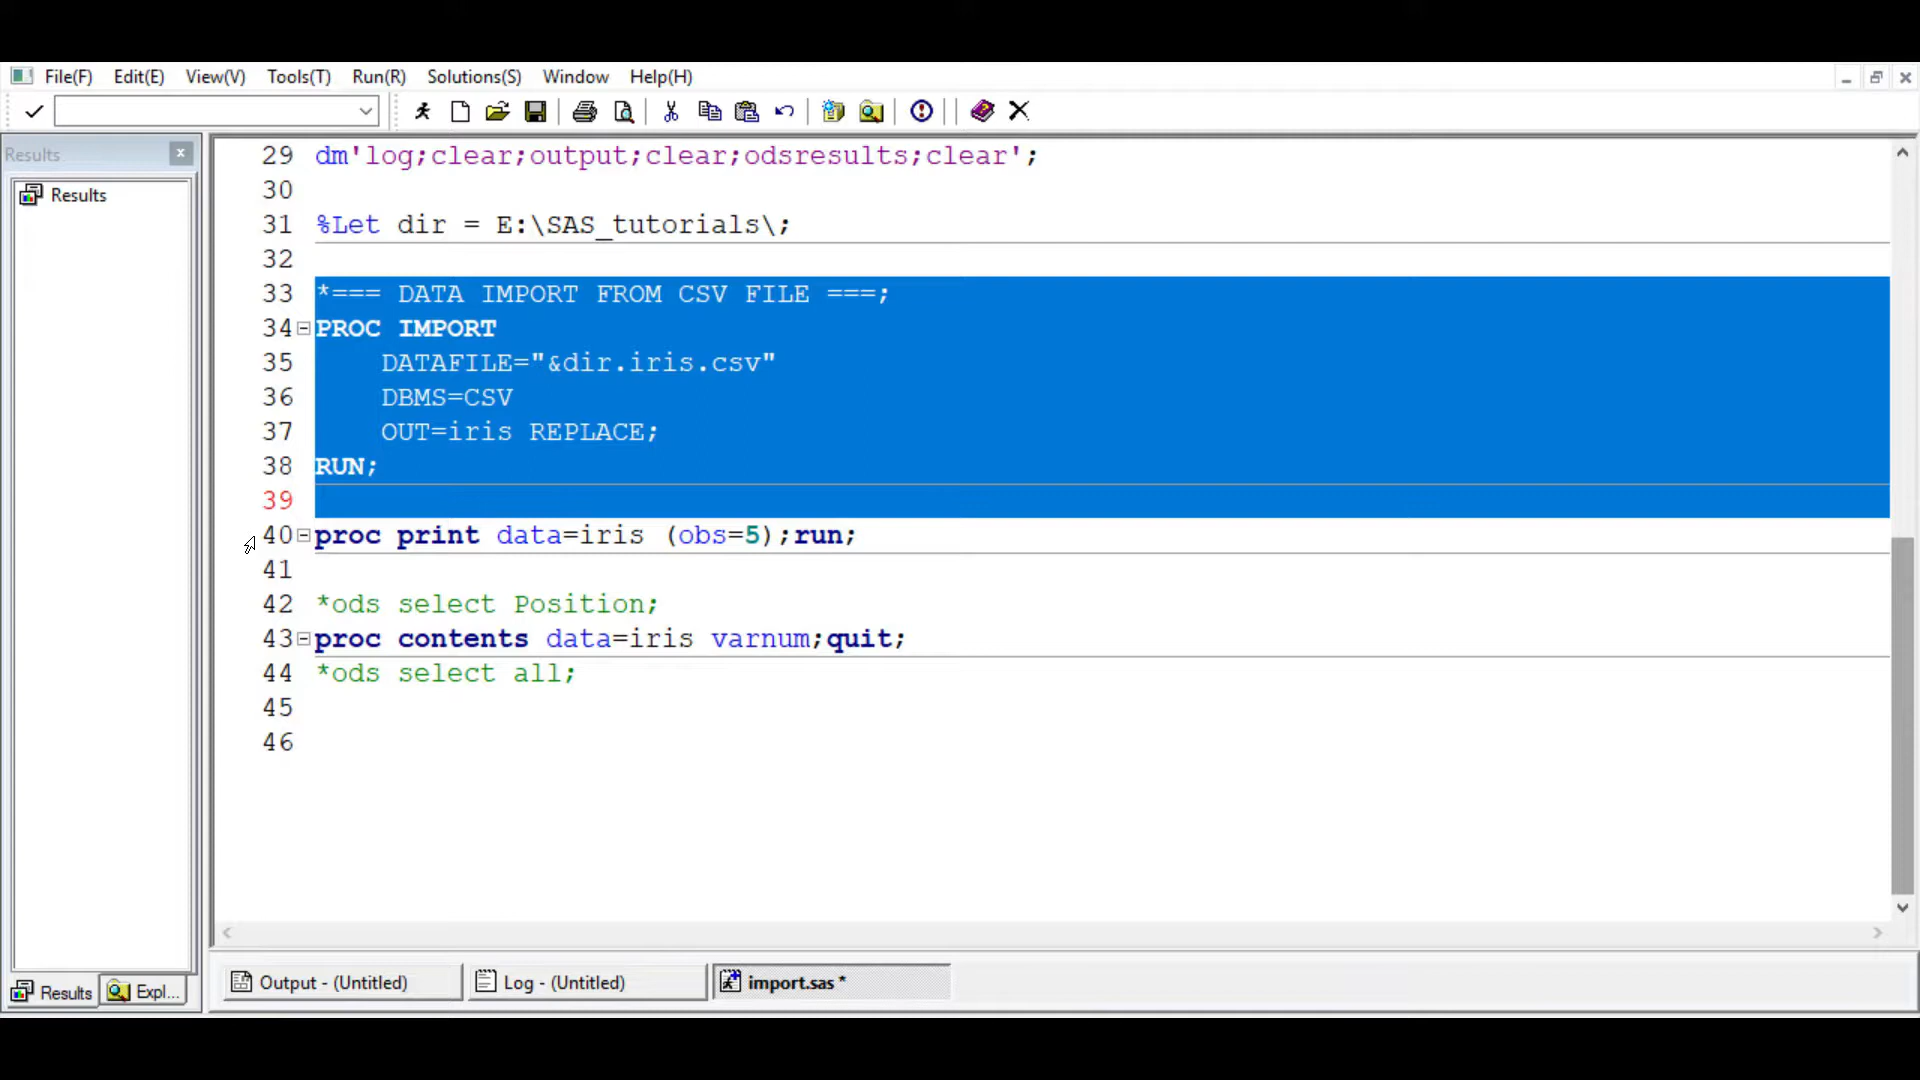 File(F) Edit(E) View(V) Tools(T) Run(R) Solutions(S) Window Help(H)
Results
Results
29 dm'log;clear;output;clear;odsresults;clear';
30
31 %Let dir = E:\SAS_tutorials\;
32
33 *=== DATA IMPORT FROM CSV FILE ===;
34 PROC IMPORT
35 DATAFILE="&dir.iris.csv"
36 DBMS=CSV
37 OUT=iris REPLACE;
38 RUN;
39
40 proc print data=iris (obs=5);run;
41
42 *ods select Position;
43 proc contents data=iris varnum;quit;
44 *ods select all;
45
46
Results Expl... Output - (Untitled) Log - (Untitled) import.sas *